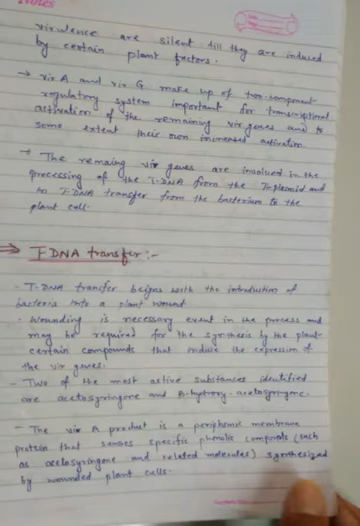 Notes
virulence are silent till they are induced
by certain plant factors.
→ vir A and vir G make up of two-component
regulatory system important for transcriptional
activation of the remaining vir genes and to
some extent their own increased activation.
→ The remaing vir genes are involved in the
processing of the T-DNA from the Ti plasmid and
in T-DNA transfer from the bacterium to the
plant cell.
⇒ T DNA transfer :-
- T-DNA transfer begins with the introduction of
bacteria into a plant wound
- Wounding is necessary event in the process and
may be required for the synthesis by the plant
certain compounds that induce the expression of
the vir genes.
- Two of the most active substances identified
are acetosyringone and α-hydroxy-acetosyringone.
- The vir A product is a peripheral membrane
protein that senses specific phenolic compounds (such
as acetosyringone and related molecules) synthesized
by wounded plant cells.